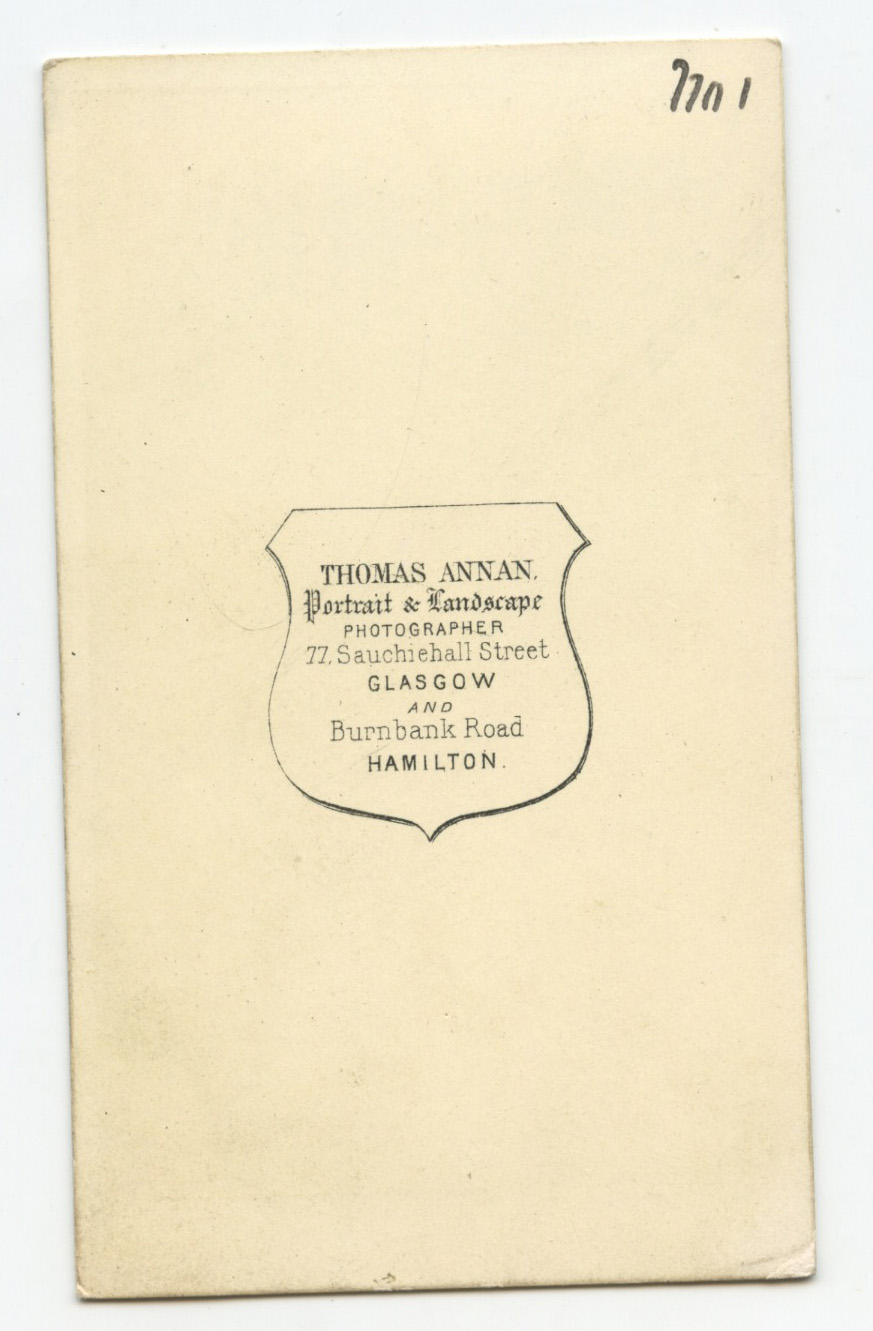 THOMAS ANNAN.
Portrait & Landscape
PHOTOGRAPHER
77, Sauchiehall Street
GLASGOW
AND
Burnbank Road
HAMILTON.